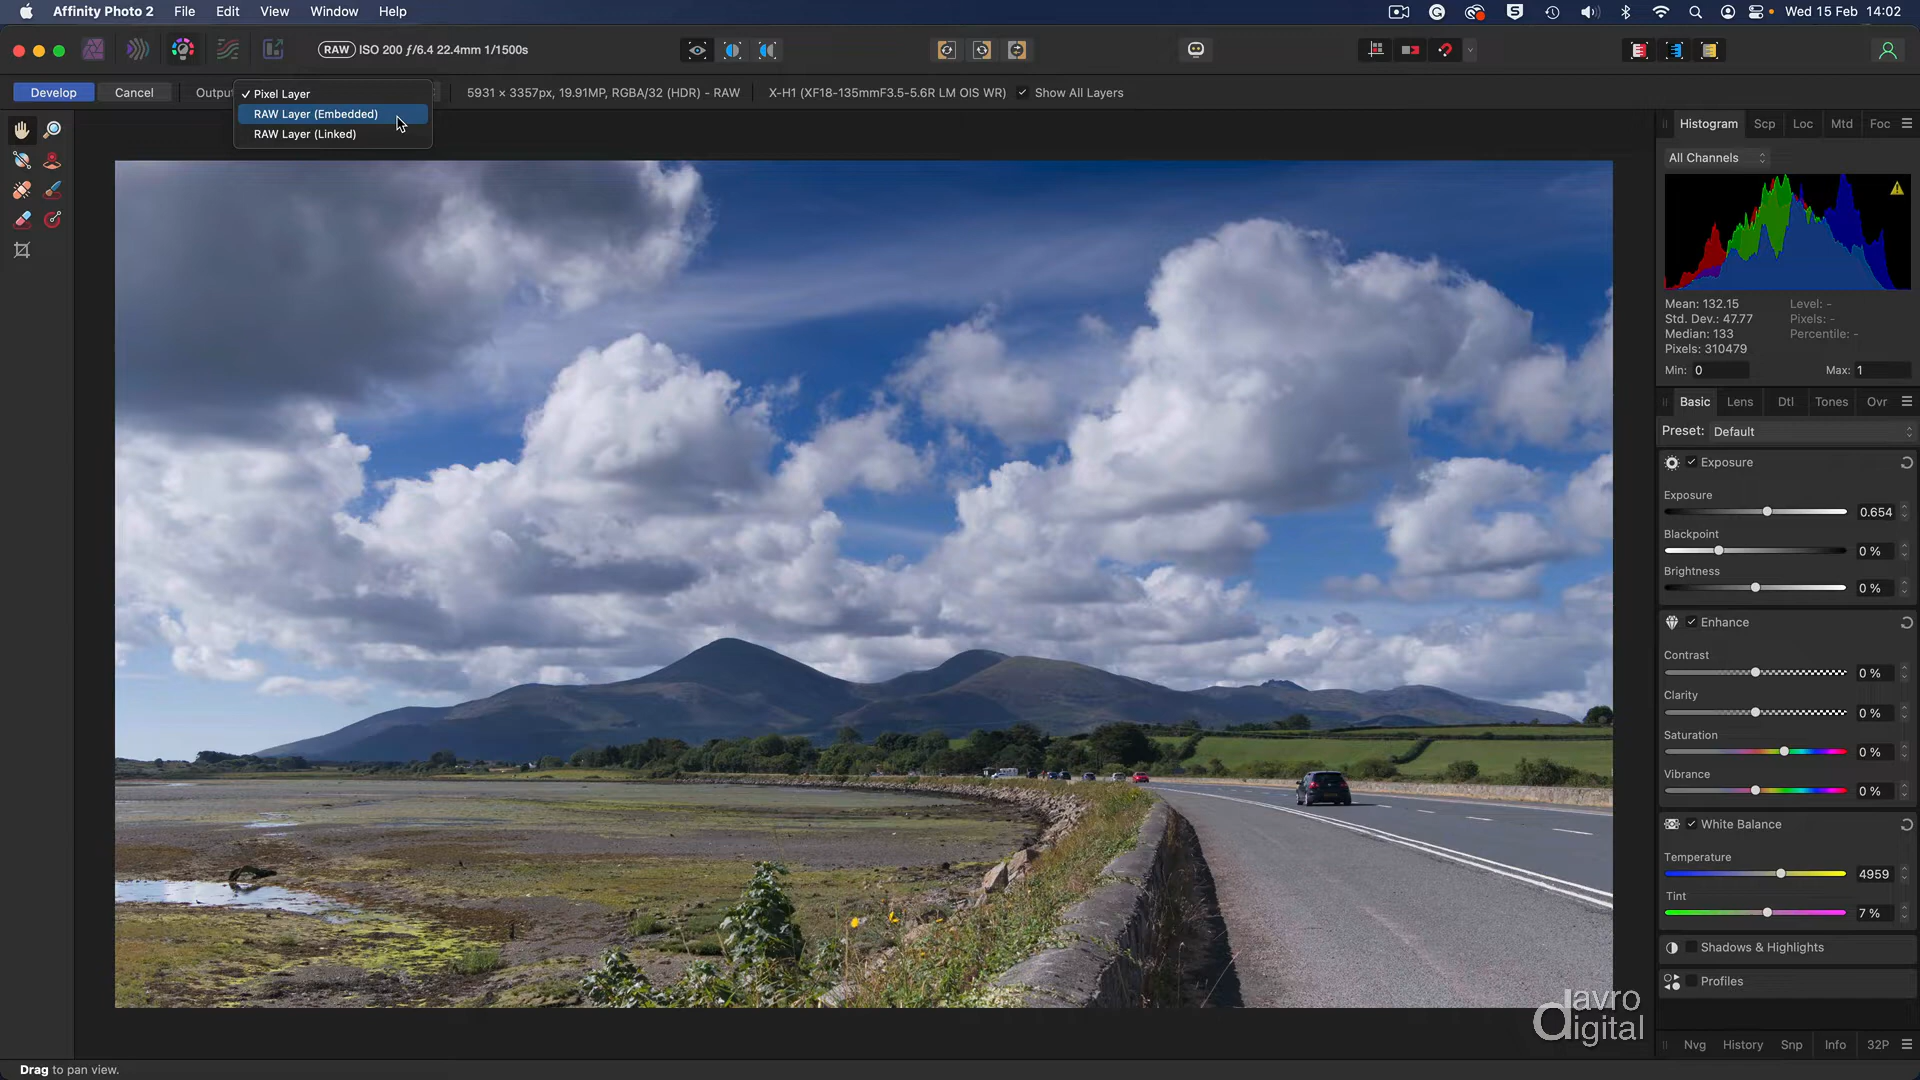 Affinity Photo 2 File Edit View Window Help Wed 15 Feb 14:02
RAW ISO 200 ƒ/6.4 22.4mm 1/1500s
Develop Cancel Output 5931 × 3357px, 19.91MP, RGBA/32 (HDR) - RAW X-H1 (XF18-135mmF3.5-5.6R LM OIS WR) Show All Layers
Pixel Layer
RAW Layer (Embedded)
RAW Layer (Linked)
Histogram Scp Loc Mtd Foc
All Channels
Mean: 132.15 Level: -
Std. Dev.: 47.77 Pixels: -
Median: 133 Percentile: -
Pixels: 310479
Min: 0 Max: 1
Basic Lens Dtl Tones Ovr
Preset: Default
Exposure
Exposure
0.654
Blackpoint
0 %
Brightness
0 %
Enhance
Contrast
0 %
Clarity
0 %
Saturation
0 %
Vibrance
0 %
White Balance
Temperature
4959
Tint
7 %
Shadows & Highlights
Profiles
davro
digital
Nvg History Snp Info 32P
Drag to pan view.